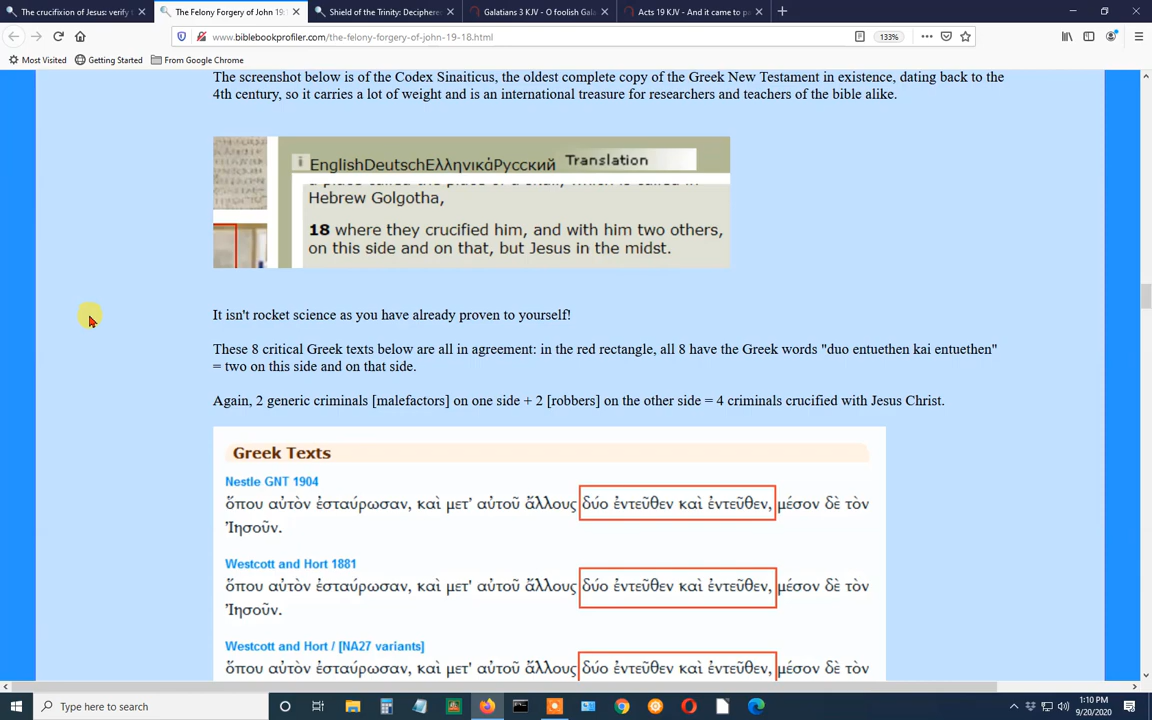 The crucifixion of Jesus: verify
The Felony Forgery of John 19:
Shield of the Trinity: Deciphere
Galatians 3 KJV - O foolish Gala
Acts 19 KJV - And it came to pa
www.biblebookprofiler.com/the-felony-forgery-of-john-19-18.html
133%
Most Visited
Getting Started
From Google Chrome
The screenshot below is of the Codex Sinaiticus, the oldest complete copy of the Greek New Testament in existence, dating back to the
4th century, so it carries a lot of weight and is an international treasure for researchers and teachers of the bible alike.
i EnglishDeutschΕλληνικάРусский Translation
a place called the place of a skull, which is called in
Hebrew Golgotha,
18 where they crucified him, and with him two others,
on this side and on that, but Jesus in the midst.
It isn't rocket science as you have already proven to yourself!
These 8 critical Greek texts below are all in agreement: in the red rectangle, all 8 have the Greek words "duo entuethen kai entuethen"
= two on this side and on that side.
Again, 2 generic criminals [malefactors] on one side + 2 [robbers] on the other side = 4 criminals crucified with Jesus Christ.
Greek Texts
Nestle GNT 1904
ὅπου αὐτὸν ἐσταύρωσαν, καὶ μετ' αὐτοῦ ἄλλους δύο ἐντεῦθεν καὶ ἐντεῦθεν, μέσον δὲ τὸν
Ἰησοῦν.
Westcott and Hort 1881
ὅπου αὐτὸν ἐσταύρωσαν, καὶ μετ' αὐτοῦ ἄλλους δύο ἐντεῦθεν καὶ ἐντεῦθεν, μέσον δὲ τὸν
Ἰησοῦν.
Westcott and Hort / [NA27 variants]
ὅπου αὐτὸν ἐσταύρωσαν, καὶ μετ' αὐτοῦ ἄλλους δύο ἐντεῦθεν καὶ ἐντεῦθεν, μέσον δὲ τὸν
Type here to search
1:10 PM
9/20/2020